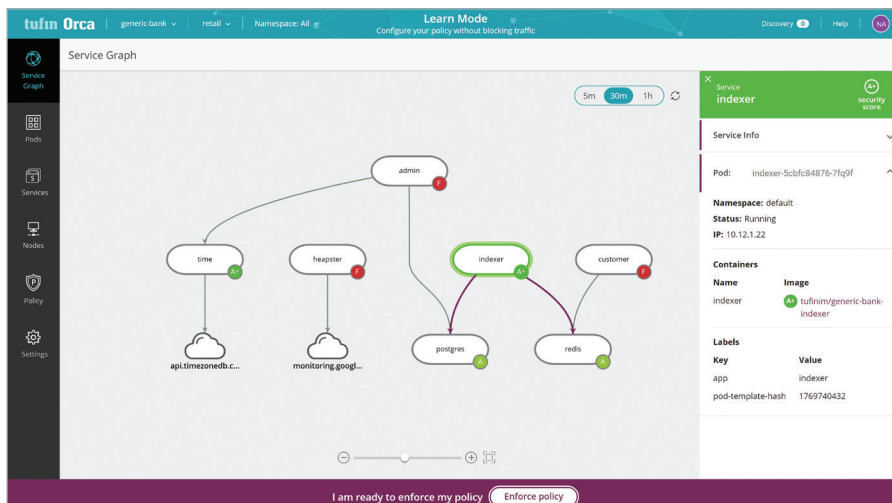 tufin Orca
generic-bank
retail
Namespace: All
Learn Mode
Configure your policy without blocking traffic
Discovery 0
Help
NA
Service Graph
Pods
Services
Nodes
Policy
Settings
Service Graph
5m 30m 1h
admin
F
time
A+
heapster
F
indexer
A+
customer
F
api.timezonedb.c...
monitoring.googl...
postgres
A
redis
A
Service
indexer
A+
security
score
Service Info
Pod: indexer-5cbfc84876-7fq9f
Namespace: default
Status: Running
IP: 10.12.1.22
Containers
Name Image
indexer A+ tufinim/generic-bank-
indexer
Labels
Key Value
app indexer
pod-template-hash 1769740432
I am ready to enforce my policy Enforce policy